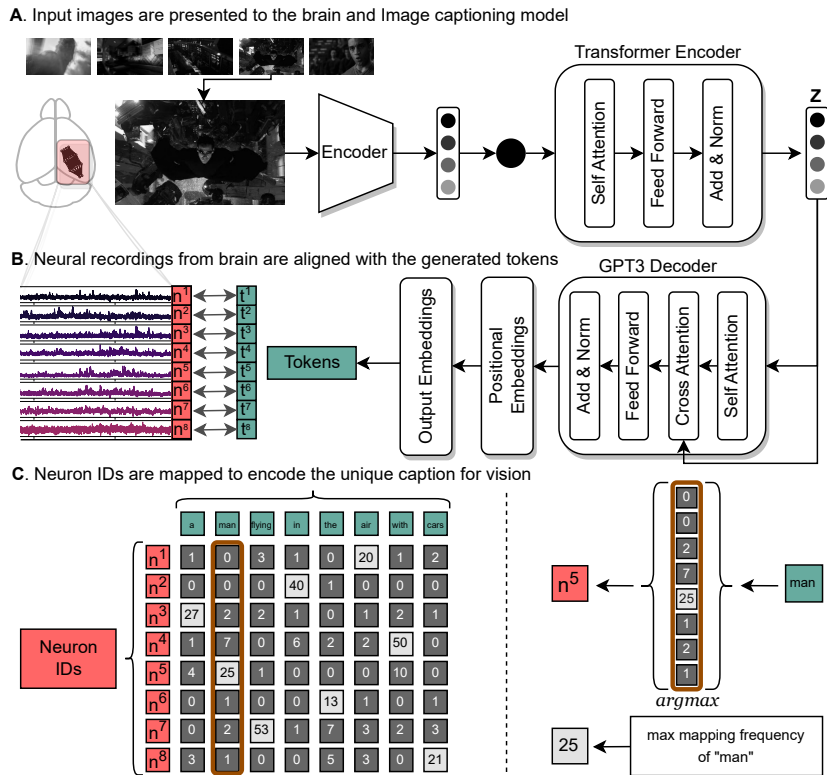 A. Input images are presented to the brain and Image captioning model
Transformer Encoder
Encoder
Self Attention
Feed Forward
Add & Norm
Z
B. Neural recordings from brain are aligned with the generated tokens
GPT3 Decoder
n1 t1
n2 t2
n3 t3
n4 t4
n5 t5
n6 t6
n7 t7
n8 t8
Tokens
Output Embeddings
Positional
Embeddings
Add & Norm
Feed Forward
Cross Attention
Self Attention
C. Neuron IDs are mapped to encode the unique caption for vision
a man flying in the air with cars
n1 1 0 3 1 0 20 1 2
n2 0 0 0 40 1 0 0 0
n3 27 2 2 1 0 1 2 1
n4 1 7 0 6 2 2 50 0
n5 4 25 1 0 0 0 10 0
n6 0 1 0 0 13 1 0 0
n7 0 2 53 1 7 3 2 3
n8 3 1 0 0 5 3 0 21
Neuron
IDs
0
0
2
7
25
1
2
1
n5
man
argmax
25
max mapping frequency
of "man"